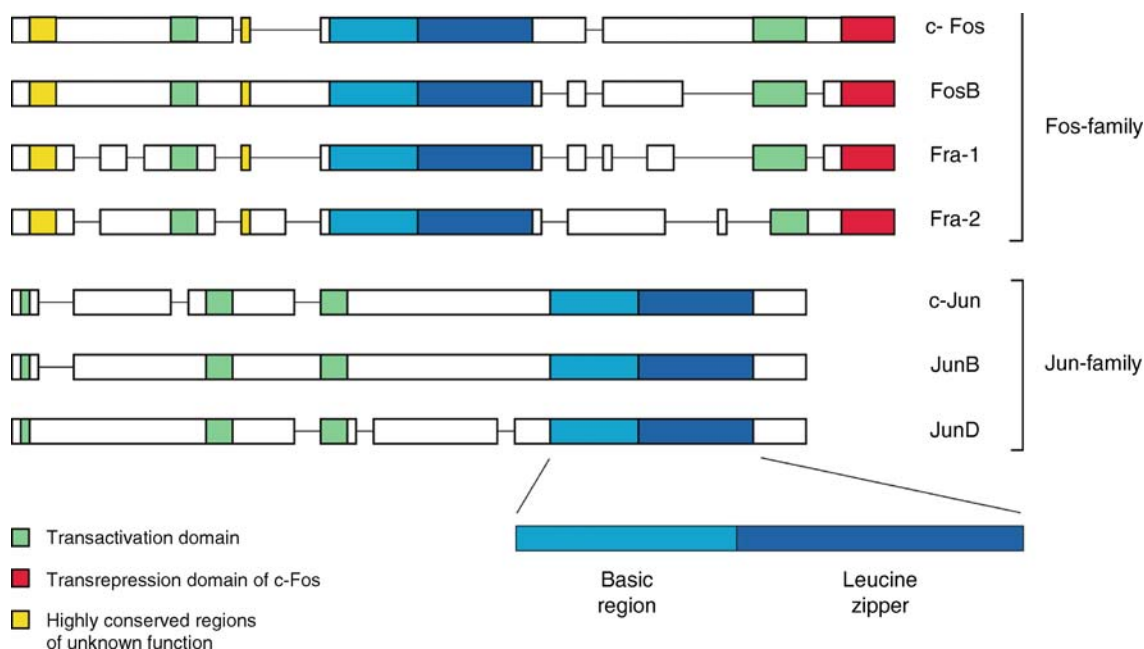 c- Fos
FosB
Fra-1
Fra-2
Fos-family
c-Jun
JunB
JunD
Jun-family
Basic
region
Leucine
zipper
Transactivation domain
Transrepression domain of c-Fos
Highly conserved regions
of unknown function